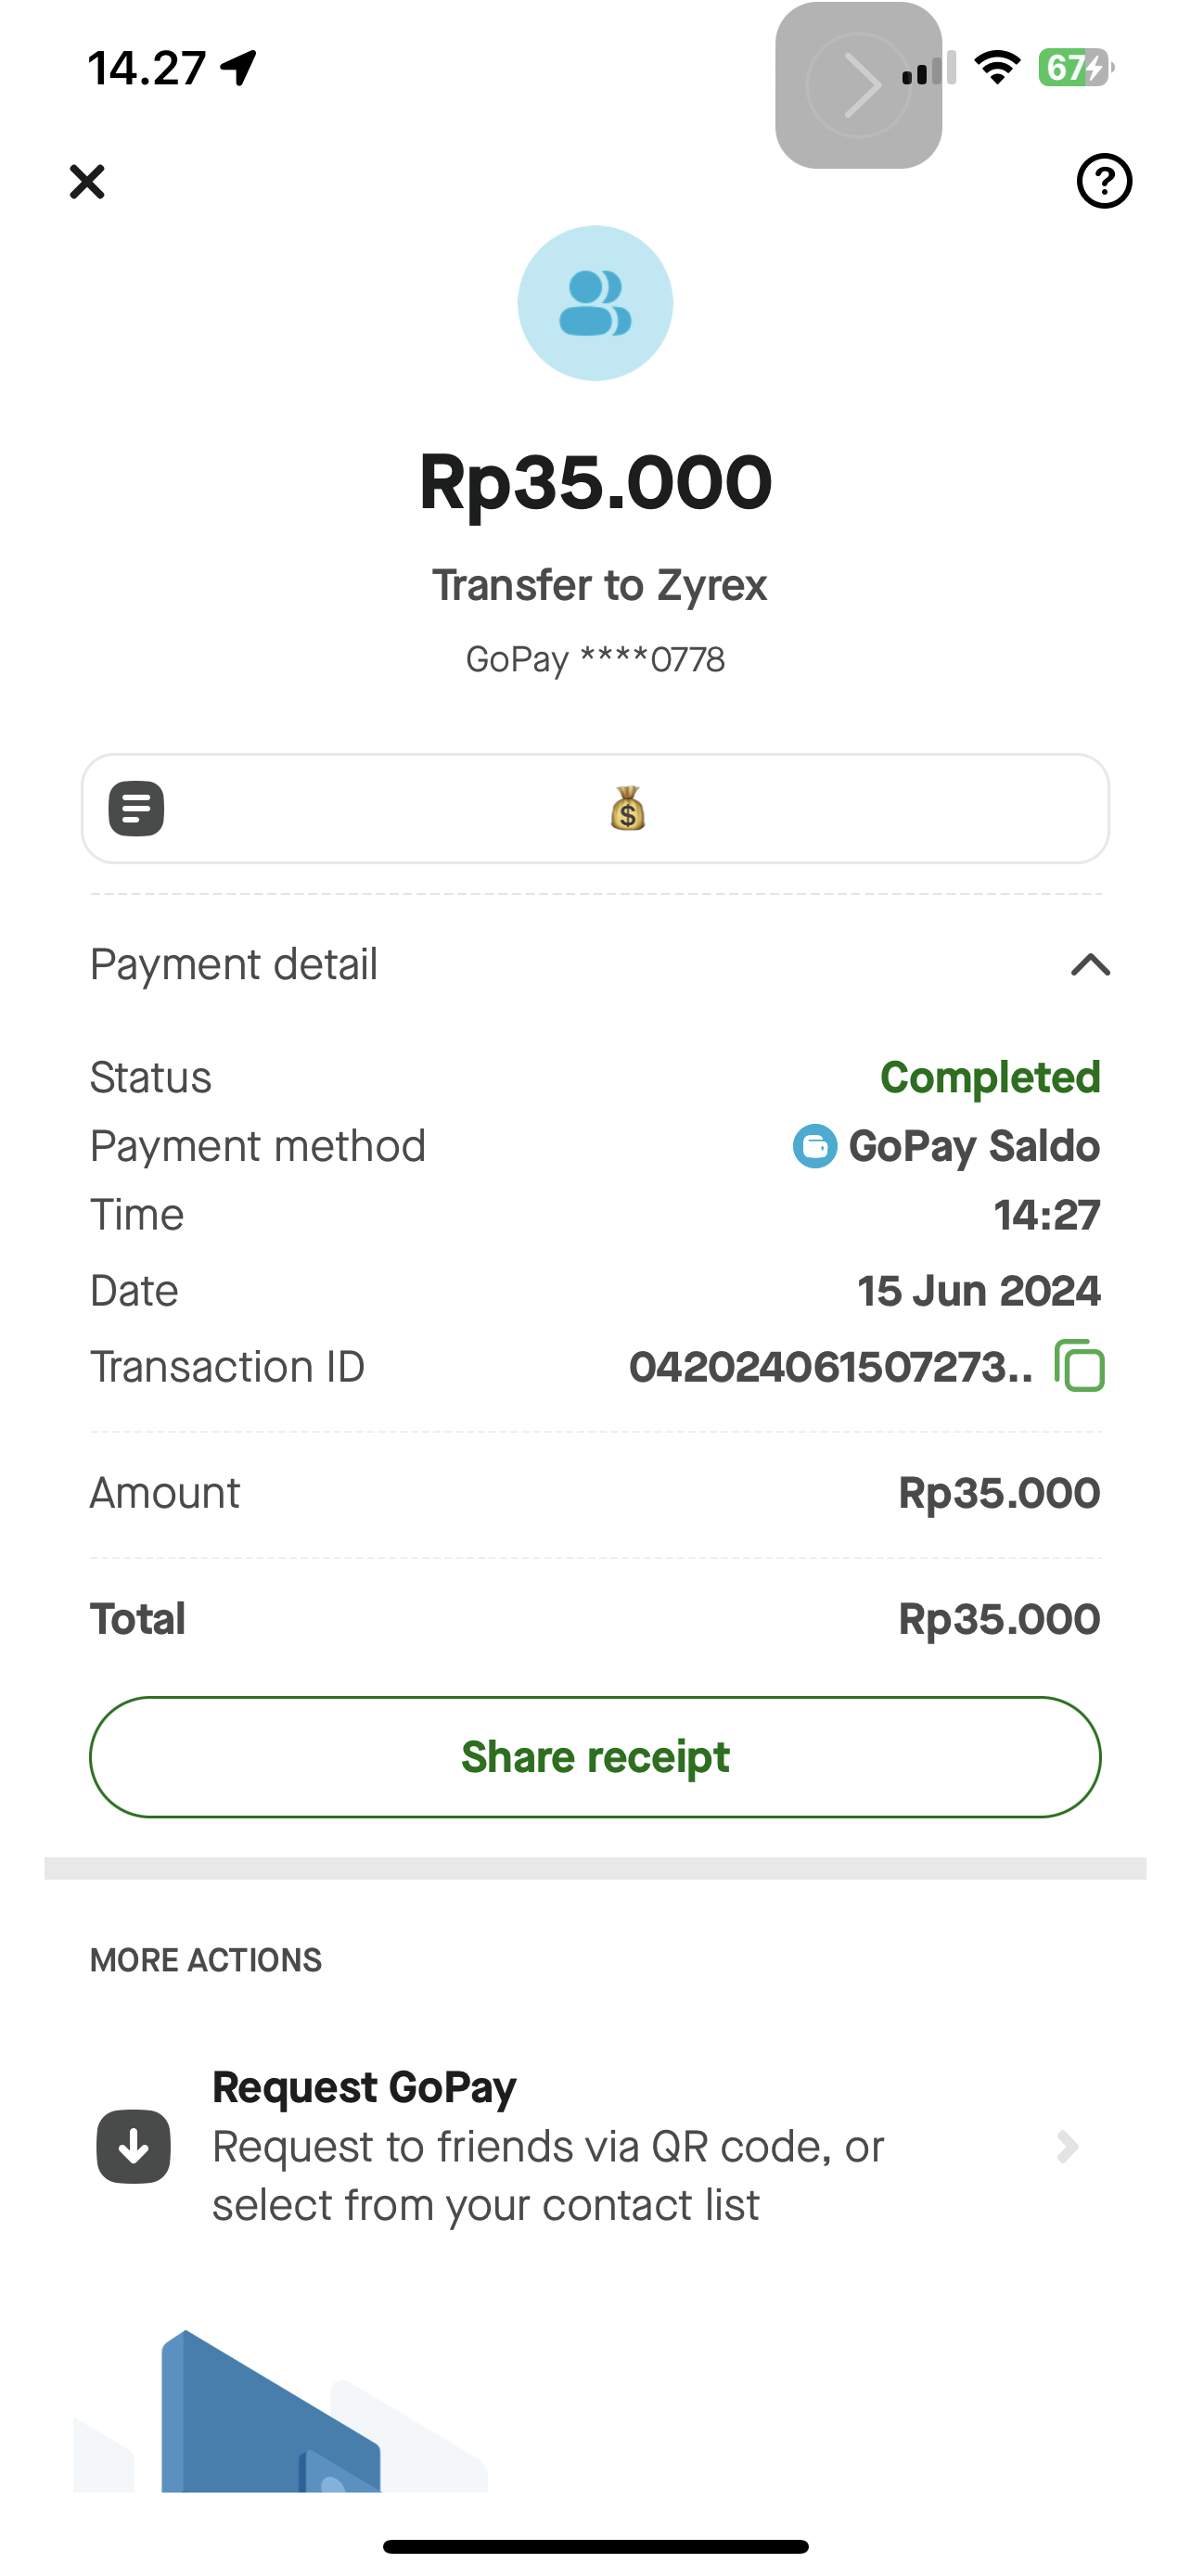 14.27
67
Rp35.000
Transfer to Zyrex
GoPay ****0778
Payment detail
Status Completed
Payment method GoPay Saldo
Time 14:27
Date 15 Jun 2024
Transaction ID 042024061507273..
Amount Rp35.000
Total Rp35.000
Share receipt
MORE ACTIONS
Request GoPay
Request to friends via QR code, or
select from your contact list